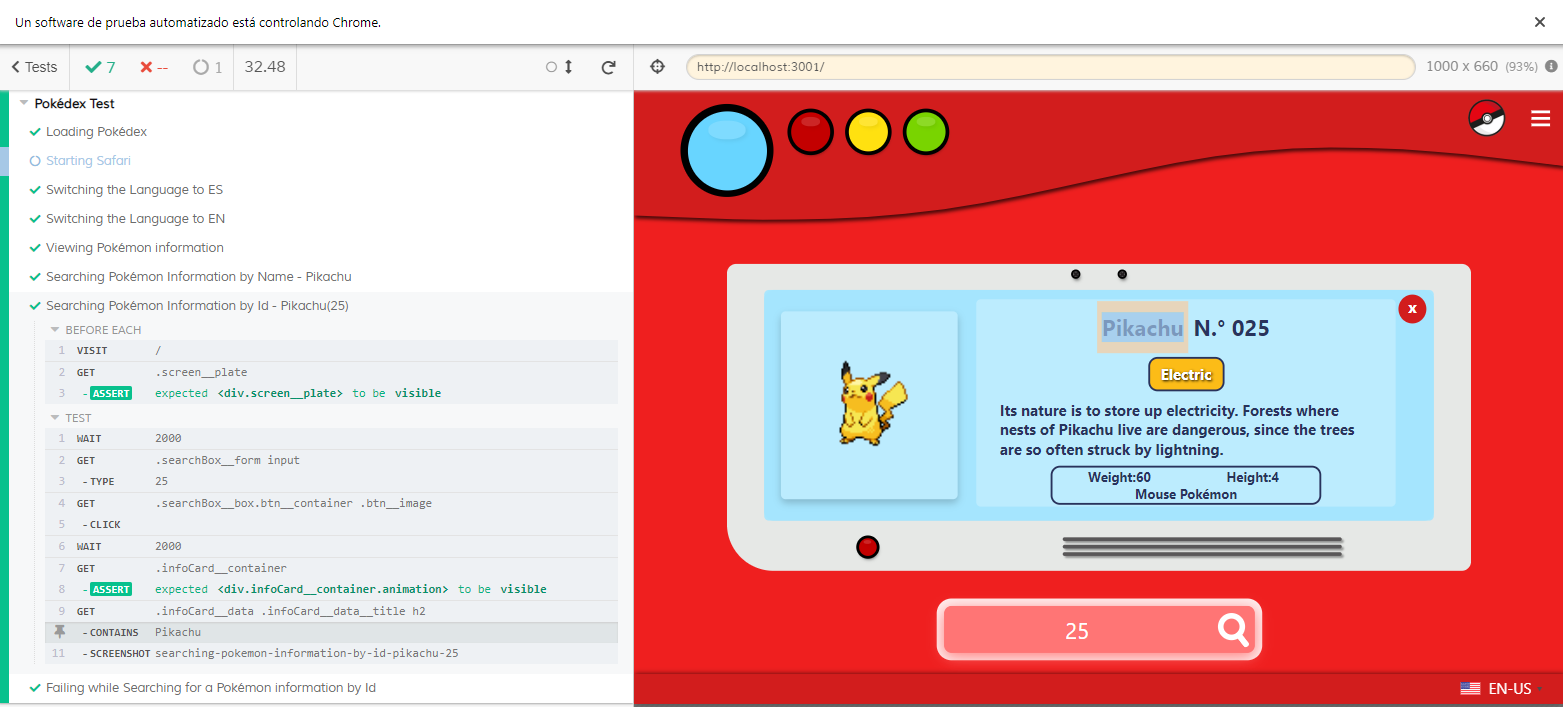 Un software de prueba automatizado está controlando Chrome.
Tests 7 -- 1 32.48
http://localhost:3001/ 1000 x 660 (93%)
Pokédex Test
Loading Pokédex
Starting Safari
Switching the Language to ES
Switching the Language to EN
Viewing Pokémon information
Searching Pokémon Information by Name - Pikachu
Searching Pokémon Information by Id - Pikachu(25)
BEFORE EACH
1 VISIT /
2 GET .screen__plate
3 -ASSERT expected <div.screen__plate> to be visible
TEST
1 WAIT 2000
2 GET .searchBox__form input
3 -TYPE 25
4 GET .searchBox__box.btn__container .btn__image
5 -CLICK
6 WAIT 2000
7 GET .infoCard__container
8 -ASSERT expected <div.infoCard__container.animation> to be visible
9 GET .infoCard__data .infoCard__data__title h2
-CONTAINS Pikachu
11 -SCREENSHOT searching-pokemon-information-by-id-pikachu-25
Failing while Searching for a Pokémon information by Id
x
Pikachu N.° 025
Electric
Its nature is to store up electricity. Forests where
nests of Pikachu live are dangerous, since the trees
are so often struck by lightning.
Weight:60 Height:4
Mouse Pokémon
25
EN-US